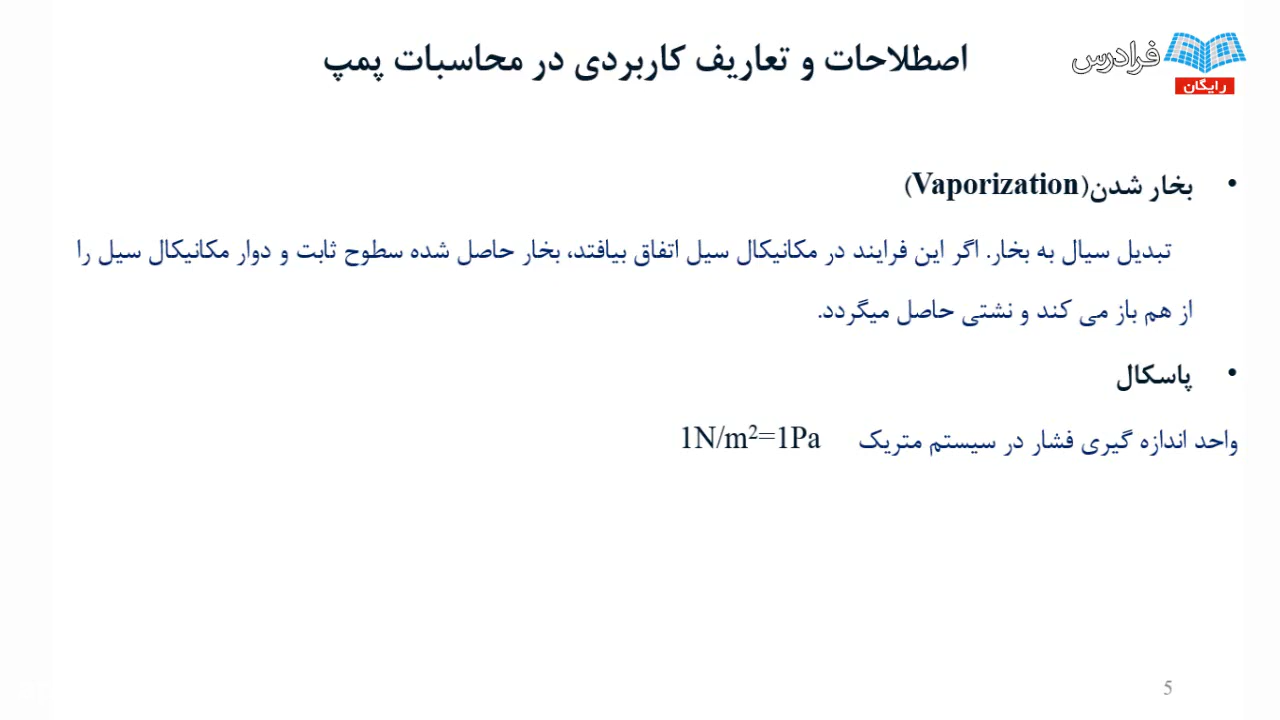 فرادرس
رایگان
اصطلاحات و تعاریف کاربردی در محاسبات پمپ
• بخار شدن(Vaporization)
تبدیل سیال به بخار. اگر این فرایند در مکانیکال سیل اتفاق بیافتد، بخار حاصل شده سطوح ثابت و دوار مکانیکال سیل را
از هم باز می کند و نشتی حاصل میگردد.
• پاسکال
واحد اندازه گیری فشار در سیستم متریک 1N/m²=1Pa
5